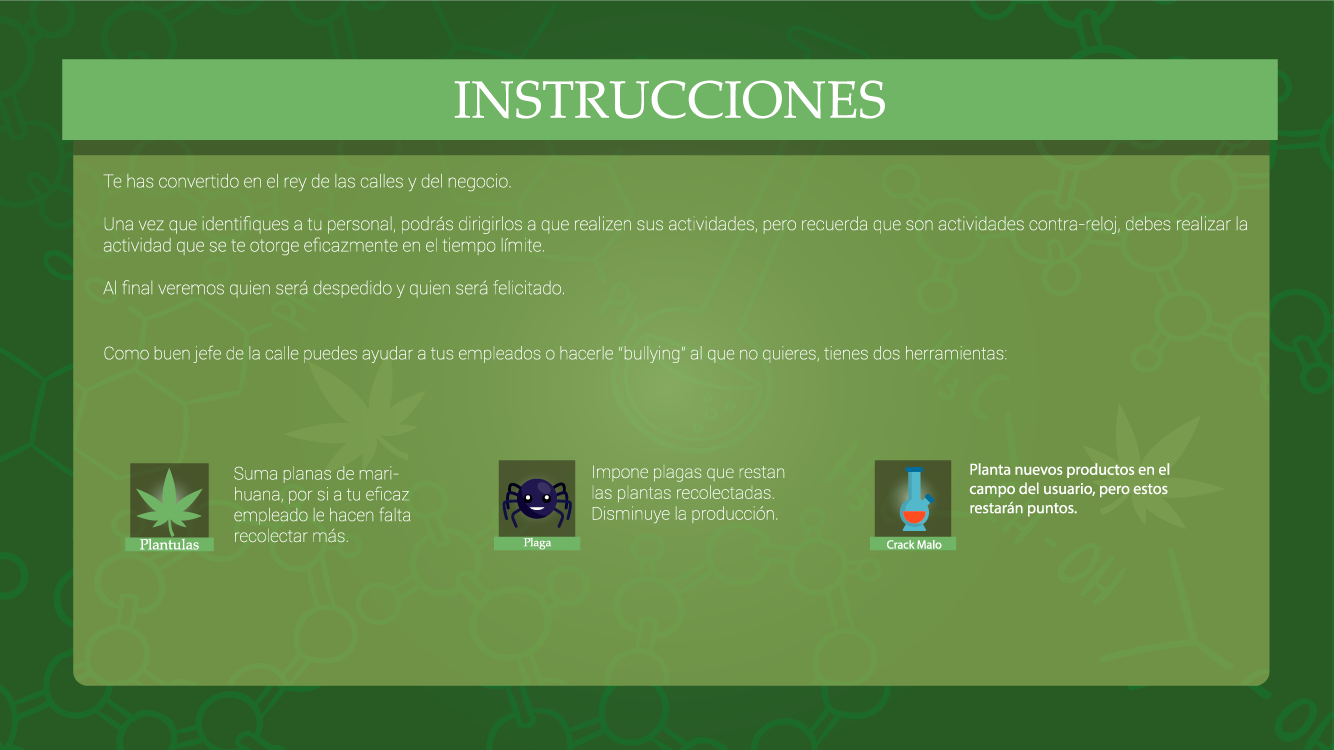 INSTRUCCIONES
Te has convertido en el rey de las calles y del negocio.
Una vez que identifiques a tu personal, podrás dirigirlos a que realizen sus actividades, pero recuerda que son actividades contra-reloj, debes realizar la
actividad que se te otorge eficazmente en el tiempo límite.
Al final veremos quien será despedido y quien será felicitado.
Como buen jefe de la calle puedes ayudar a tus empleados o hacerle "bullying" al que no quieres, tienes dos herramientas:
Suma planas de mari-
huana, por si a tu eficaz
empleado le hacen falta
recolectar más.
Plantulas
Impone plagas que restan
las plantas recolectadas.
Disminuye la producción.
Plaga
Planta nuevos productos en el
campo del usuario, pero estos
restarán puntos.
Crack Malo
OH